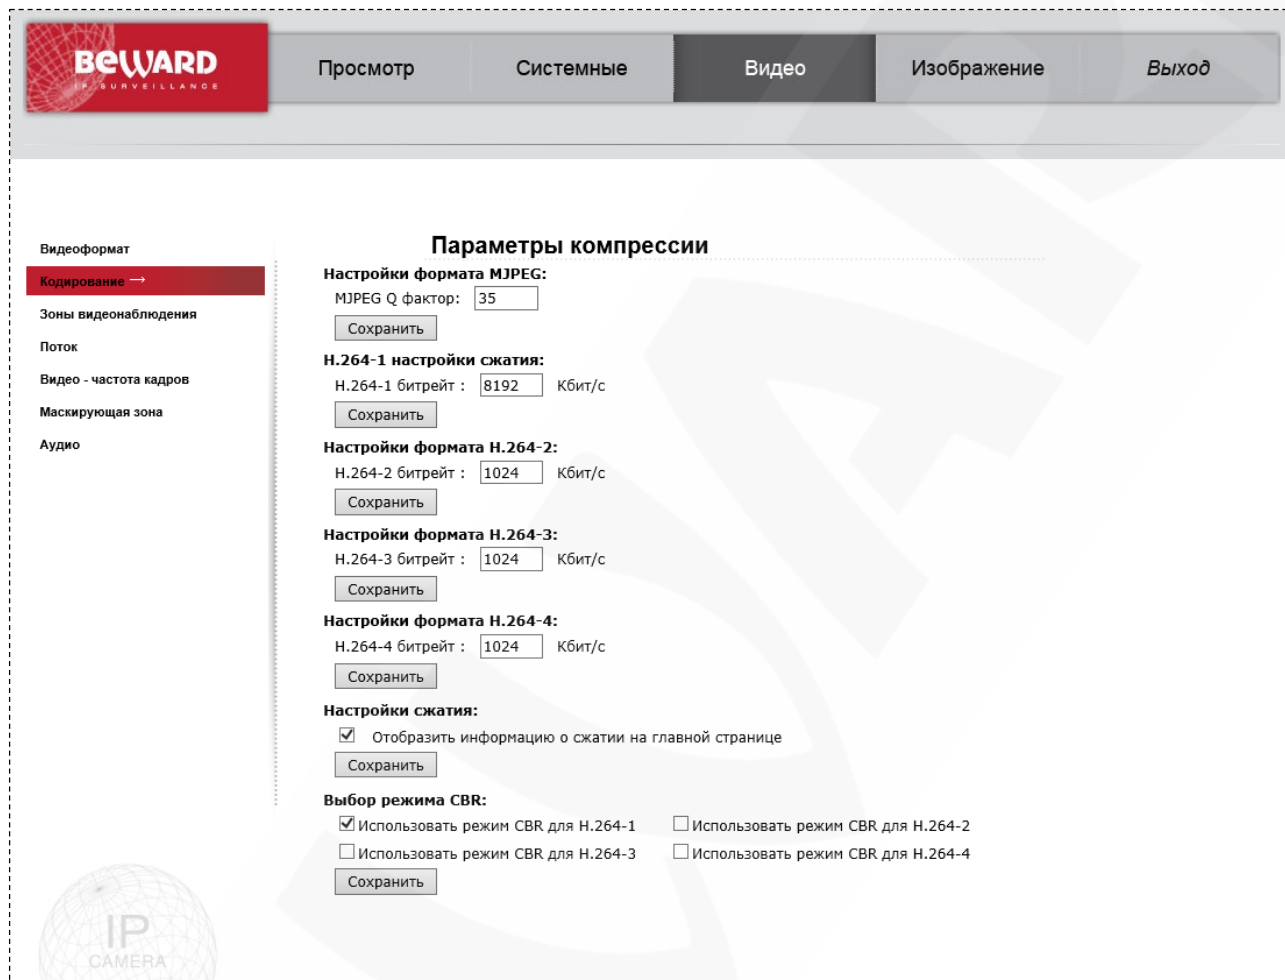 BEWARD
IP SURVEILLANCE
Просмотр Системные Видео Изображение Выход
Видеоформат
Кодирование →
Зоны видеонаблюдения
Поток
Видео - частота кадров
Маскирующая зона
Аудио
Параметры компрессии
Настройки формата MJPEG:
MJPEG Q фактор: 35
Сохранить
H.264-1 настройки сжатия:
H.264-1 битрейт : 8192 Кбит/с
Сохранить
Настройки формата H.264-2:
H.264-2 битрейт : 1024 Кбит/с
Сохранить
Настройки формата H.264-3:
H.264-3 битрейт : 1024 Кбит/с
Сохранить
Настройки формата H.264-4:
H.264-4 битрейт : 1024 Кбит/с
Сохранить
Настройки сжатия:
Отобразить информацию о сжатии на главной странице
Сохранить
Выбор режима CBR:
Использовать режим CBR для H.264-1 Использовать режим CBR для H.264-2
Использовать режим CBR для H.264-3 Использовать режим CBR для H.264-4
Сохранить
IP
CAMERA